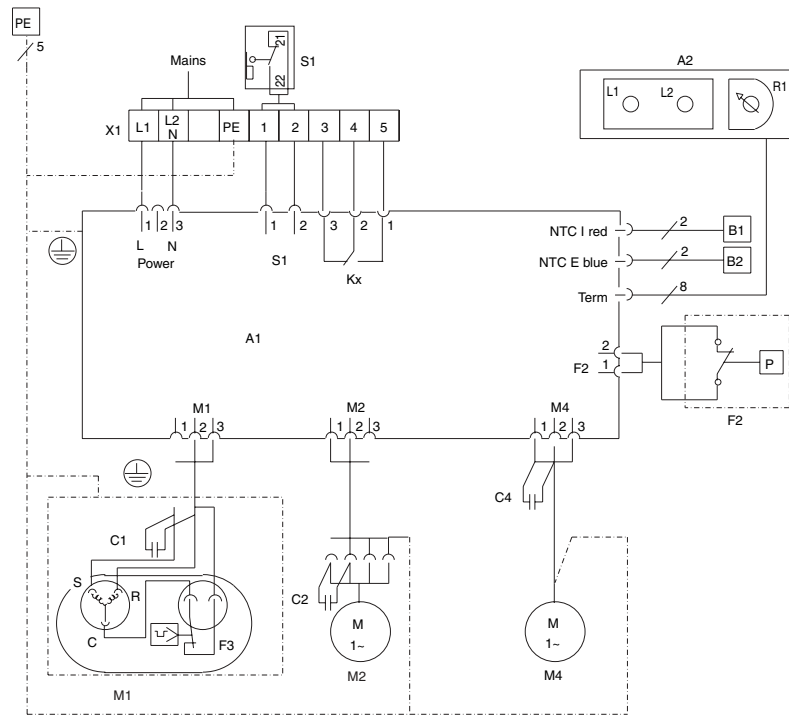 PE
5
Mains
21
22
S1
A2
L1
L2
R1
X1
L1
L2
N
PE
1
2
3
4
5
1
2
3
L
N
Power
1
2
S1
3
2
1
Kx
NTC I red
2
B1
NTC E blue
2
B2
Term
8
A1
2
1
F2
P
F2
M1
1
2
3
M2
1
2
3
M4
1
2
3
C1
S
R
C
F3
M1
C2
M
1~
M2
C4
M
1~
M4